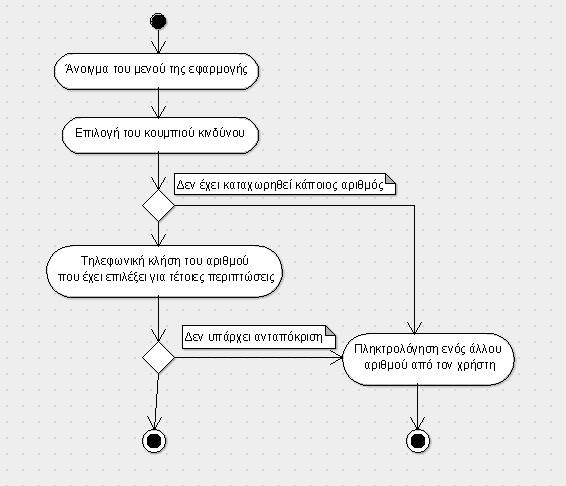 Άνοιγμα του μενού της εφαρμογής
Επιλογή του κουμπιού κινδύνου
Δεν έχει καταχωρηθεί κάποιος αριθμός
Τηλεφωνική κλήση του αριθμού
που έχει επιλέξει για τέτοιες περιπτώσεις
Δεν υπάρχει ανταπόκριση
Πληκτρολόγηση ενός άλλου
αριθμού από τον χρήστη